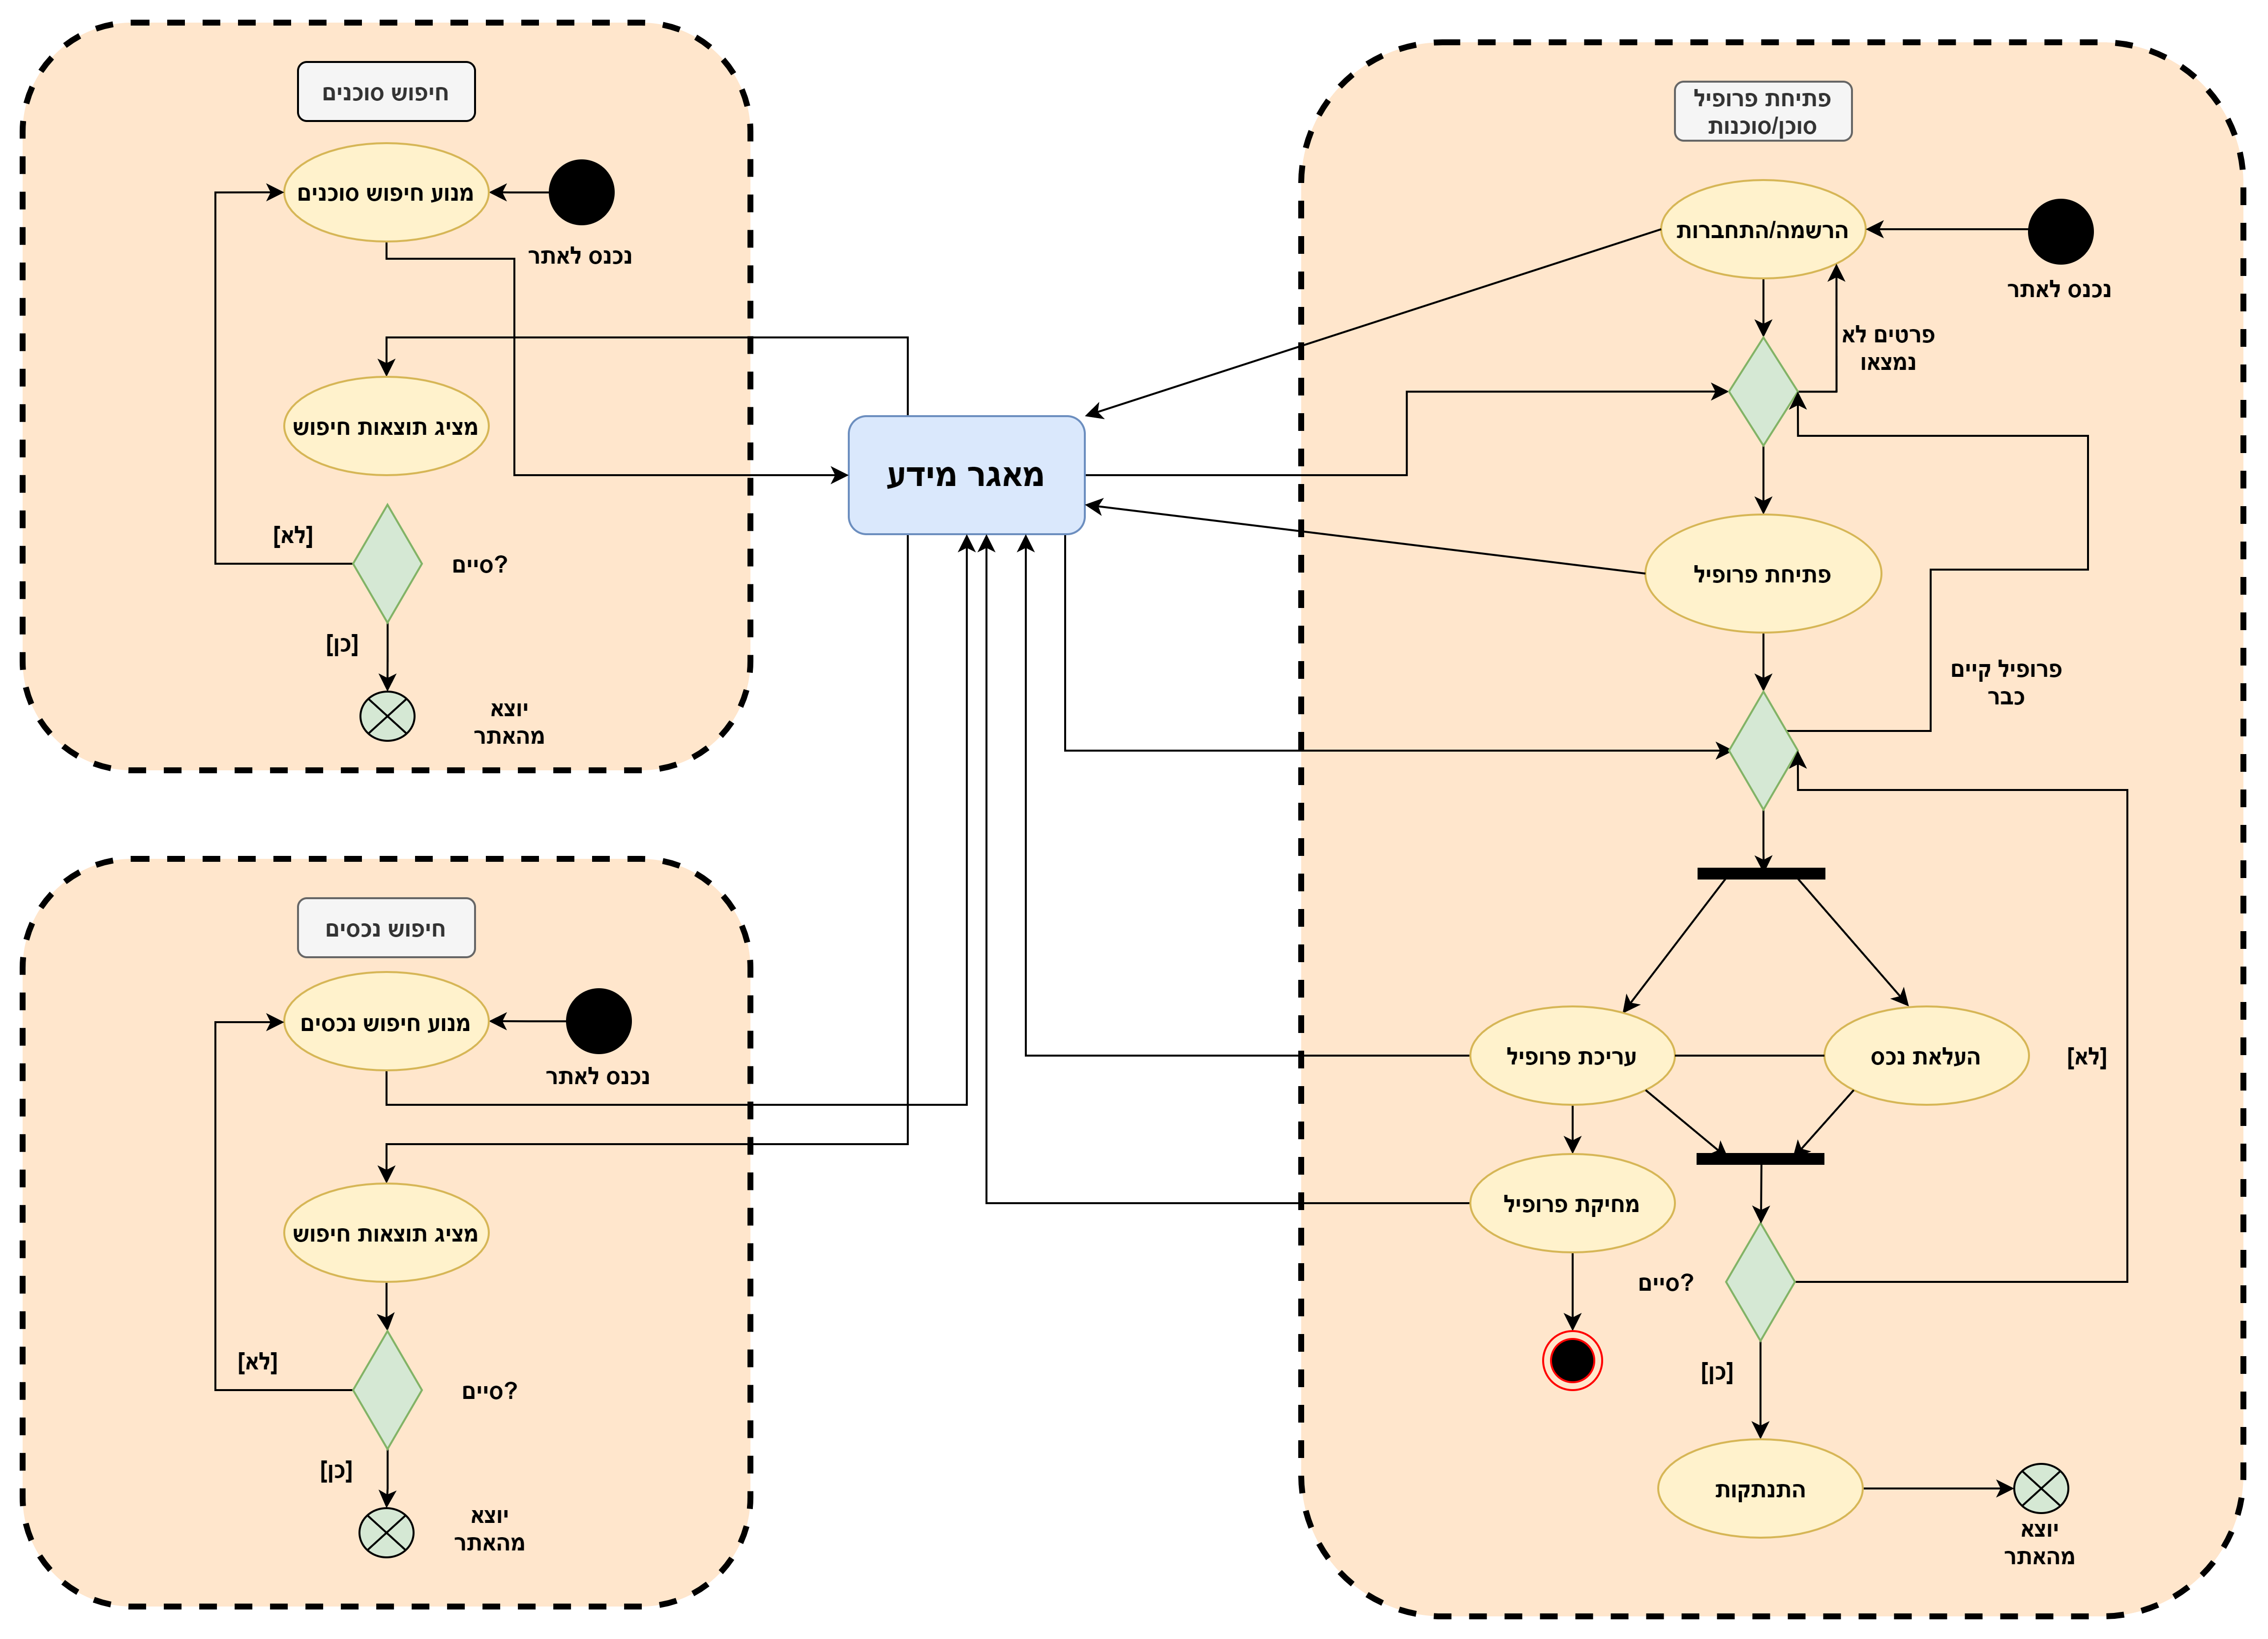 חיפוש סוכנים
מנוע חיפוש סוכנים
נכנס לאתר
מציג תוצאות חיפוש
[לא]
סיים?
[כן]
יוצא
מהאתר
חיפוש נכסים
מנוע חיפוש נכסים
נכנס לאתר
מציג תוצאות חיפוש
[לא]
סיים?
[כן]
יוצא
מהאתר
מאגר מידע
פתיחת פרופיל
סוכן/סוכנות
הרשמה/התחברות
נכנס לאתר
פרטים לא
נמצאו
פתיחת פרופיל
פרופיל קיים
כבר
עריכת פרופיל
העלאת נכס
[לא]
מחיקת פרופיל
סיים?
[כן]
התנתקות
יוצא
מהאתר